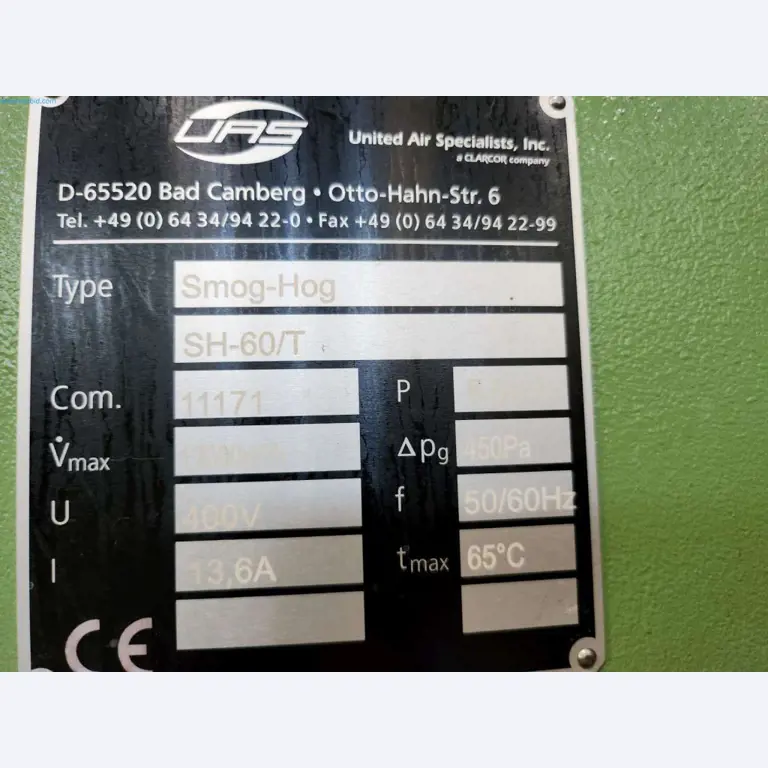 UAS
United Air Specialists, Inc.
a CLARCOR company
D-65520 Bad Camberg • Otto-Hahn-Str. 6
Tel. +49 (0) 64 34/94 22-0 • Fax +49 (0) 64 34/94 22-99
Type Smog-Hog
SH-60/T
Com. 11171 P
V̇max Δpg 450Pa
U 400V f 50/60Hz
I 13,6A tmax 65°C
CE